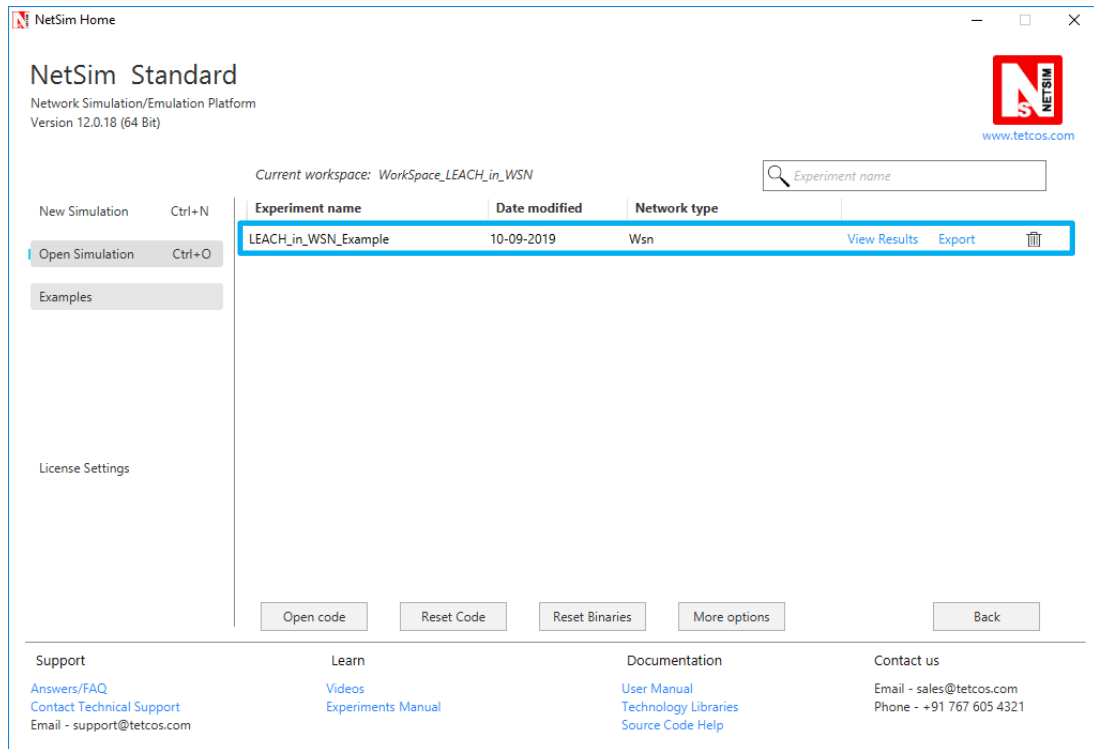 NetSim Home
NetSim Standard
Network Simulation/Emulation Platform
Version 12.0.18 (64 Bit)
NS NETSIM
www.tetcos.com
Current workspace: WorkSpace_LEACH_in_WSN
Experiment name
New Simulation Ctrl+N
Open Simulation Ctrl+O
Examples
License Settings
Experiment name Date modified Network type
LEACH_in_WSN_Example 10-09-2019 Wsn View Results Export
Open code Reset Code Reset Binaries More options Back
Support
Answers/FAQ
Contact Technical Support
Email - support@tetcos.com
Learn
Videos
Experiments Manual
Documentation
User Manual
Technology Libraries
Source Code Help
Contact us
Email - sales@tetcos.com
Phone - +91 767 605 4321